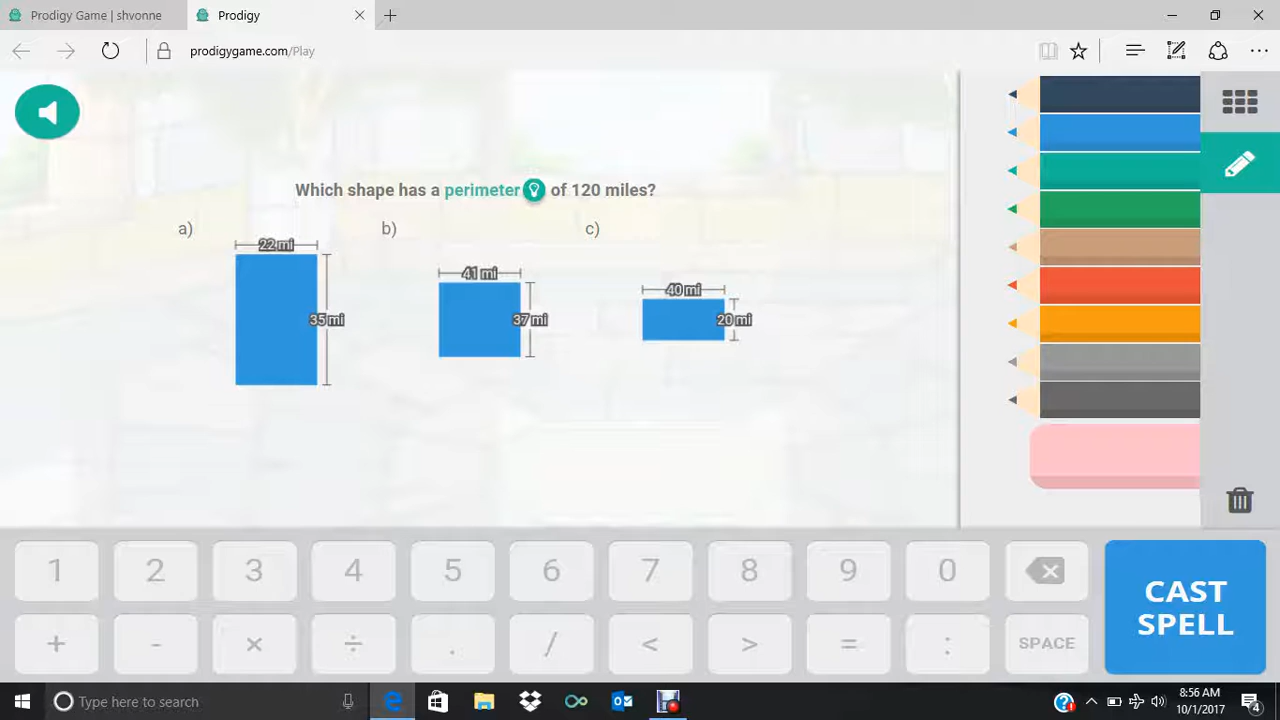 Prodigy Game | shvonne
Prodigy
prodigygame.com/Play
Which shape has a perimeter of 120 miles?
a) b) c)
22 mi
35 mi
41 mi
37 mi
40 mi
20 mi
1 2 3 4 5 6 7 8 9 0
+ - × ÷ . / < > = : SPACE
CAST
SPELL
Type here to search
8:56 AM
10/1/2017
4